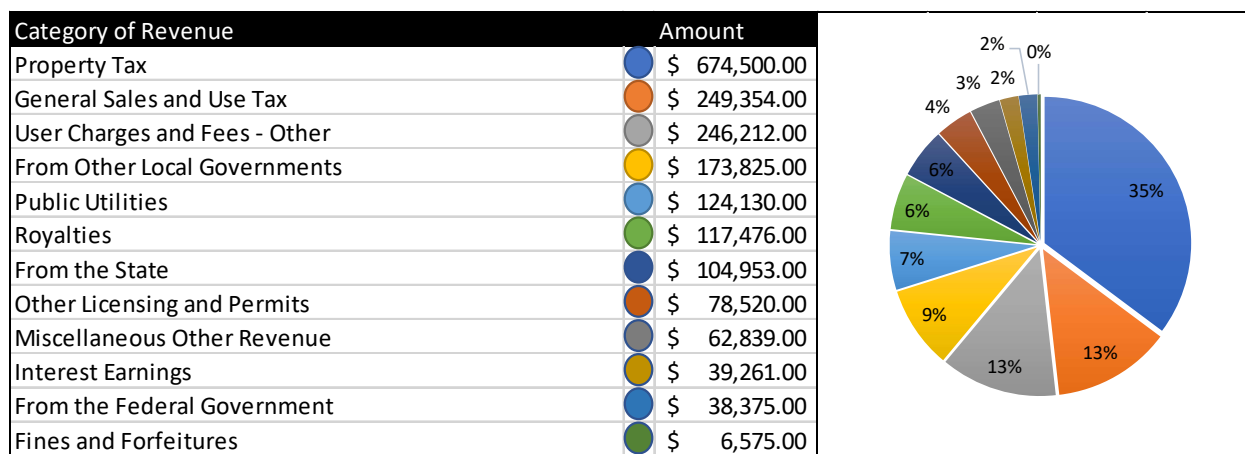 Category of Revenue Amount
Property Tax $ 674,500.00
General Sales and Use Tax $ 249,354.00
User Charges and Fees - Other $ 246,212.00
From Other Local Governments $ 173,825.00
Public Utilities $ 124,130.00
Royalties $ 117,476.00
From the State $ 104,953.00
Other Licensing and Permits $ 78,520.00
Miscellaneous Other Revenue $ 62,839.00
Interest Earnings $ 39,261.00
From the Federal Government $ 38,375.00
Fines and Forfeitures $ 6,575.00
35%
13%
13%
9%
7%
6%
6%
4%
3%
2%
2%
0%